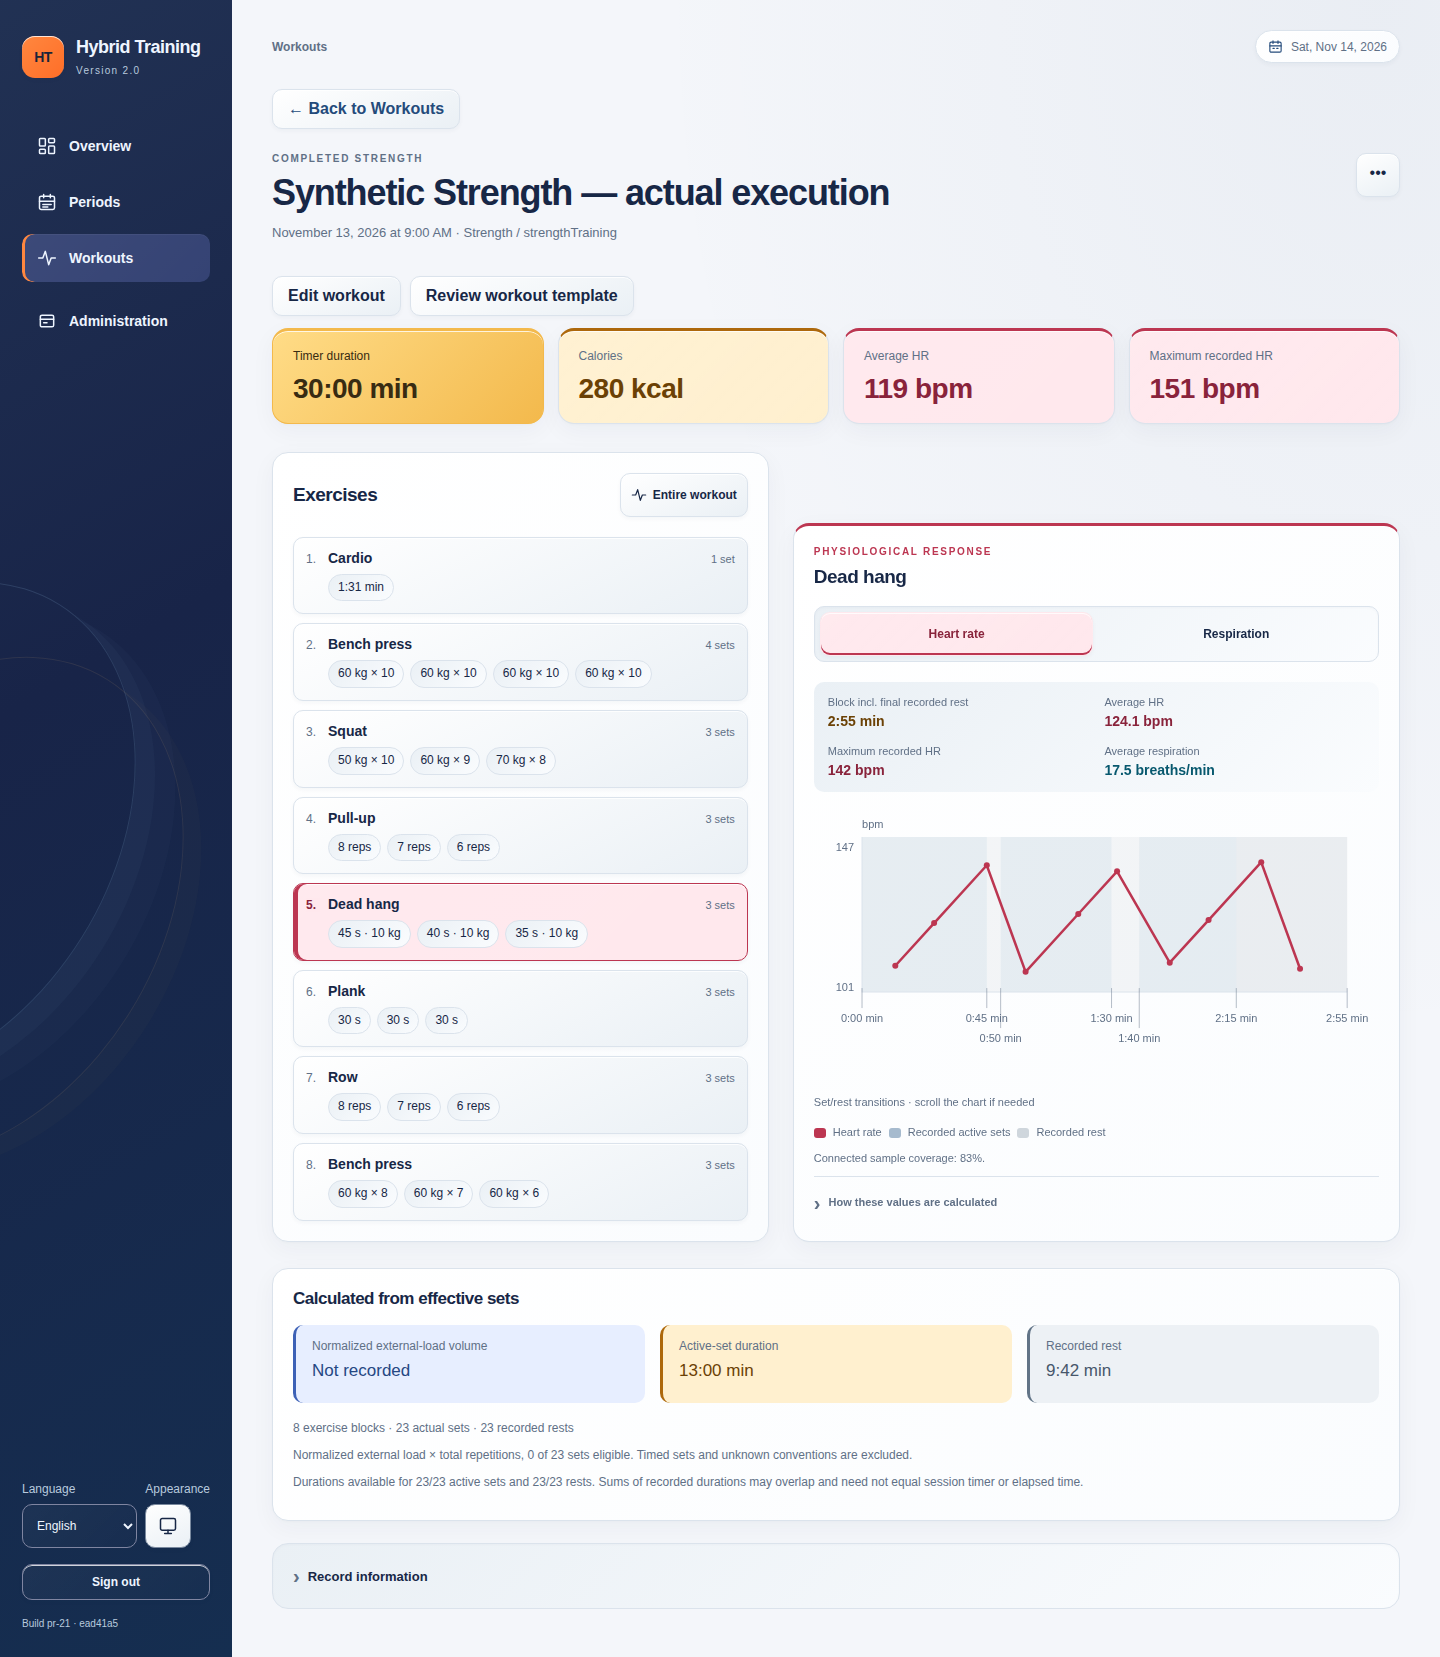 HT
Hybrid Training
Version 2.0
Overview
Periods
Workouts
Administration
Language
Appearance
English
Sign out
Build pr-21 · ead41a5
Workouts
Sat, Nov 14, 2026
← Back to Workouts
COMPLETED STRENGTH
Synthetic Strength — actual execution
•••
November 13, 2026 at 9:00 AM · Strength / strengthTraining
Edit workout
Review workout template
Timer duration
30:00 min
Calories
280 kcal
Average HR
119 bpm
Maximum recorded HR
151 bpm
Exercises
Entire workout
1. Cardio 1 set
1:31 min
2. Bench press 4 sets
60 kg × 10 60 kg × 10 60 kg × 10 60 kg × 10
3. Squat 3 sets
50 kg × 10 60 kg × 9 70 kg × 8
4. Pull-up 3 sets
8 reps 7 reps 6 reps
5. Dead hang 3 sets
45 s · 10 kg 40 s · 10 kg 35 s · 10 kg
6. Plank 3 sets
30 s 30 s 30 s
7. Row 3 sets
8 reps 7 reps 6 reps
8. Bench press 3 sets
60 kg × 8 60 kg × 7 60 kg × 6
PHYSIOLOGICAL RESPONSE
Dead hang
Heart rate Respiration
Block incl. final recorded rest
2:55 min
Average HR
124.1 bpm
Maximum recorded HR
142 bpm
Average respiration
17.5 breaths/min
bpm
147
101
0:00 min 0:45 min 1:30 min 2:15 min 2:55 min
0:50 min 1:40 min
Set/rest transitions · scroll the chart if needed
Heart rate Recorded active sets Recorded rest
Connected sample coverage: 83%.
› How these values are calculated
Calculated from effective sets
Normalized external-load volume
Not recorded
Active-set duration
13:00 min
Recorded rest
9:42 min
8 exercise blocks · 23 actual sets · 23 recorded rests
Normalized external load × total repetitions, 0 of 23 sets eligible. Timed sets and unknown conventions are excluded.
Durations available for 23/23 active sets and 23/23 rests. Sums of recorded durations may overlap and need not equal session timer or elapsed time.
› Record information